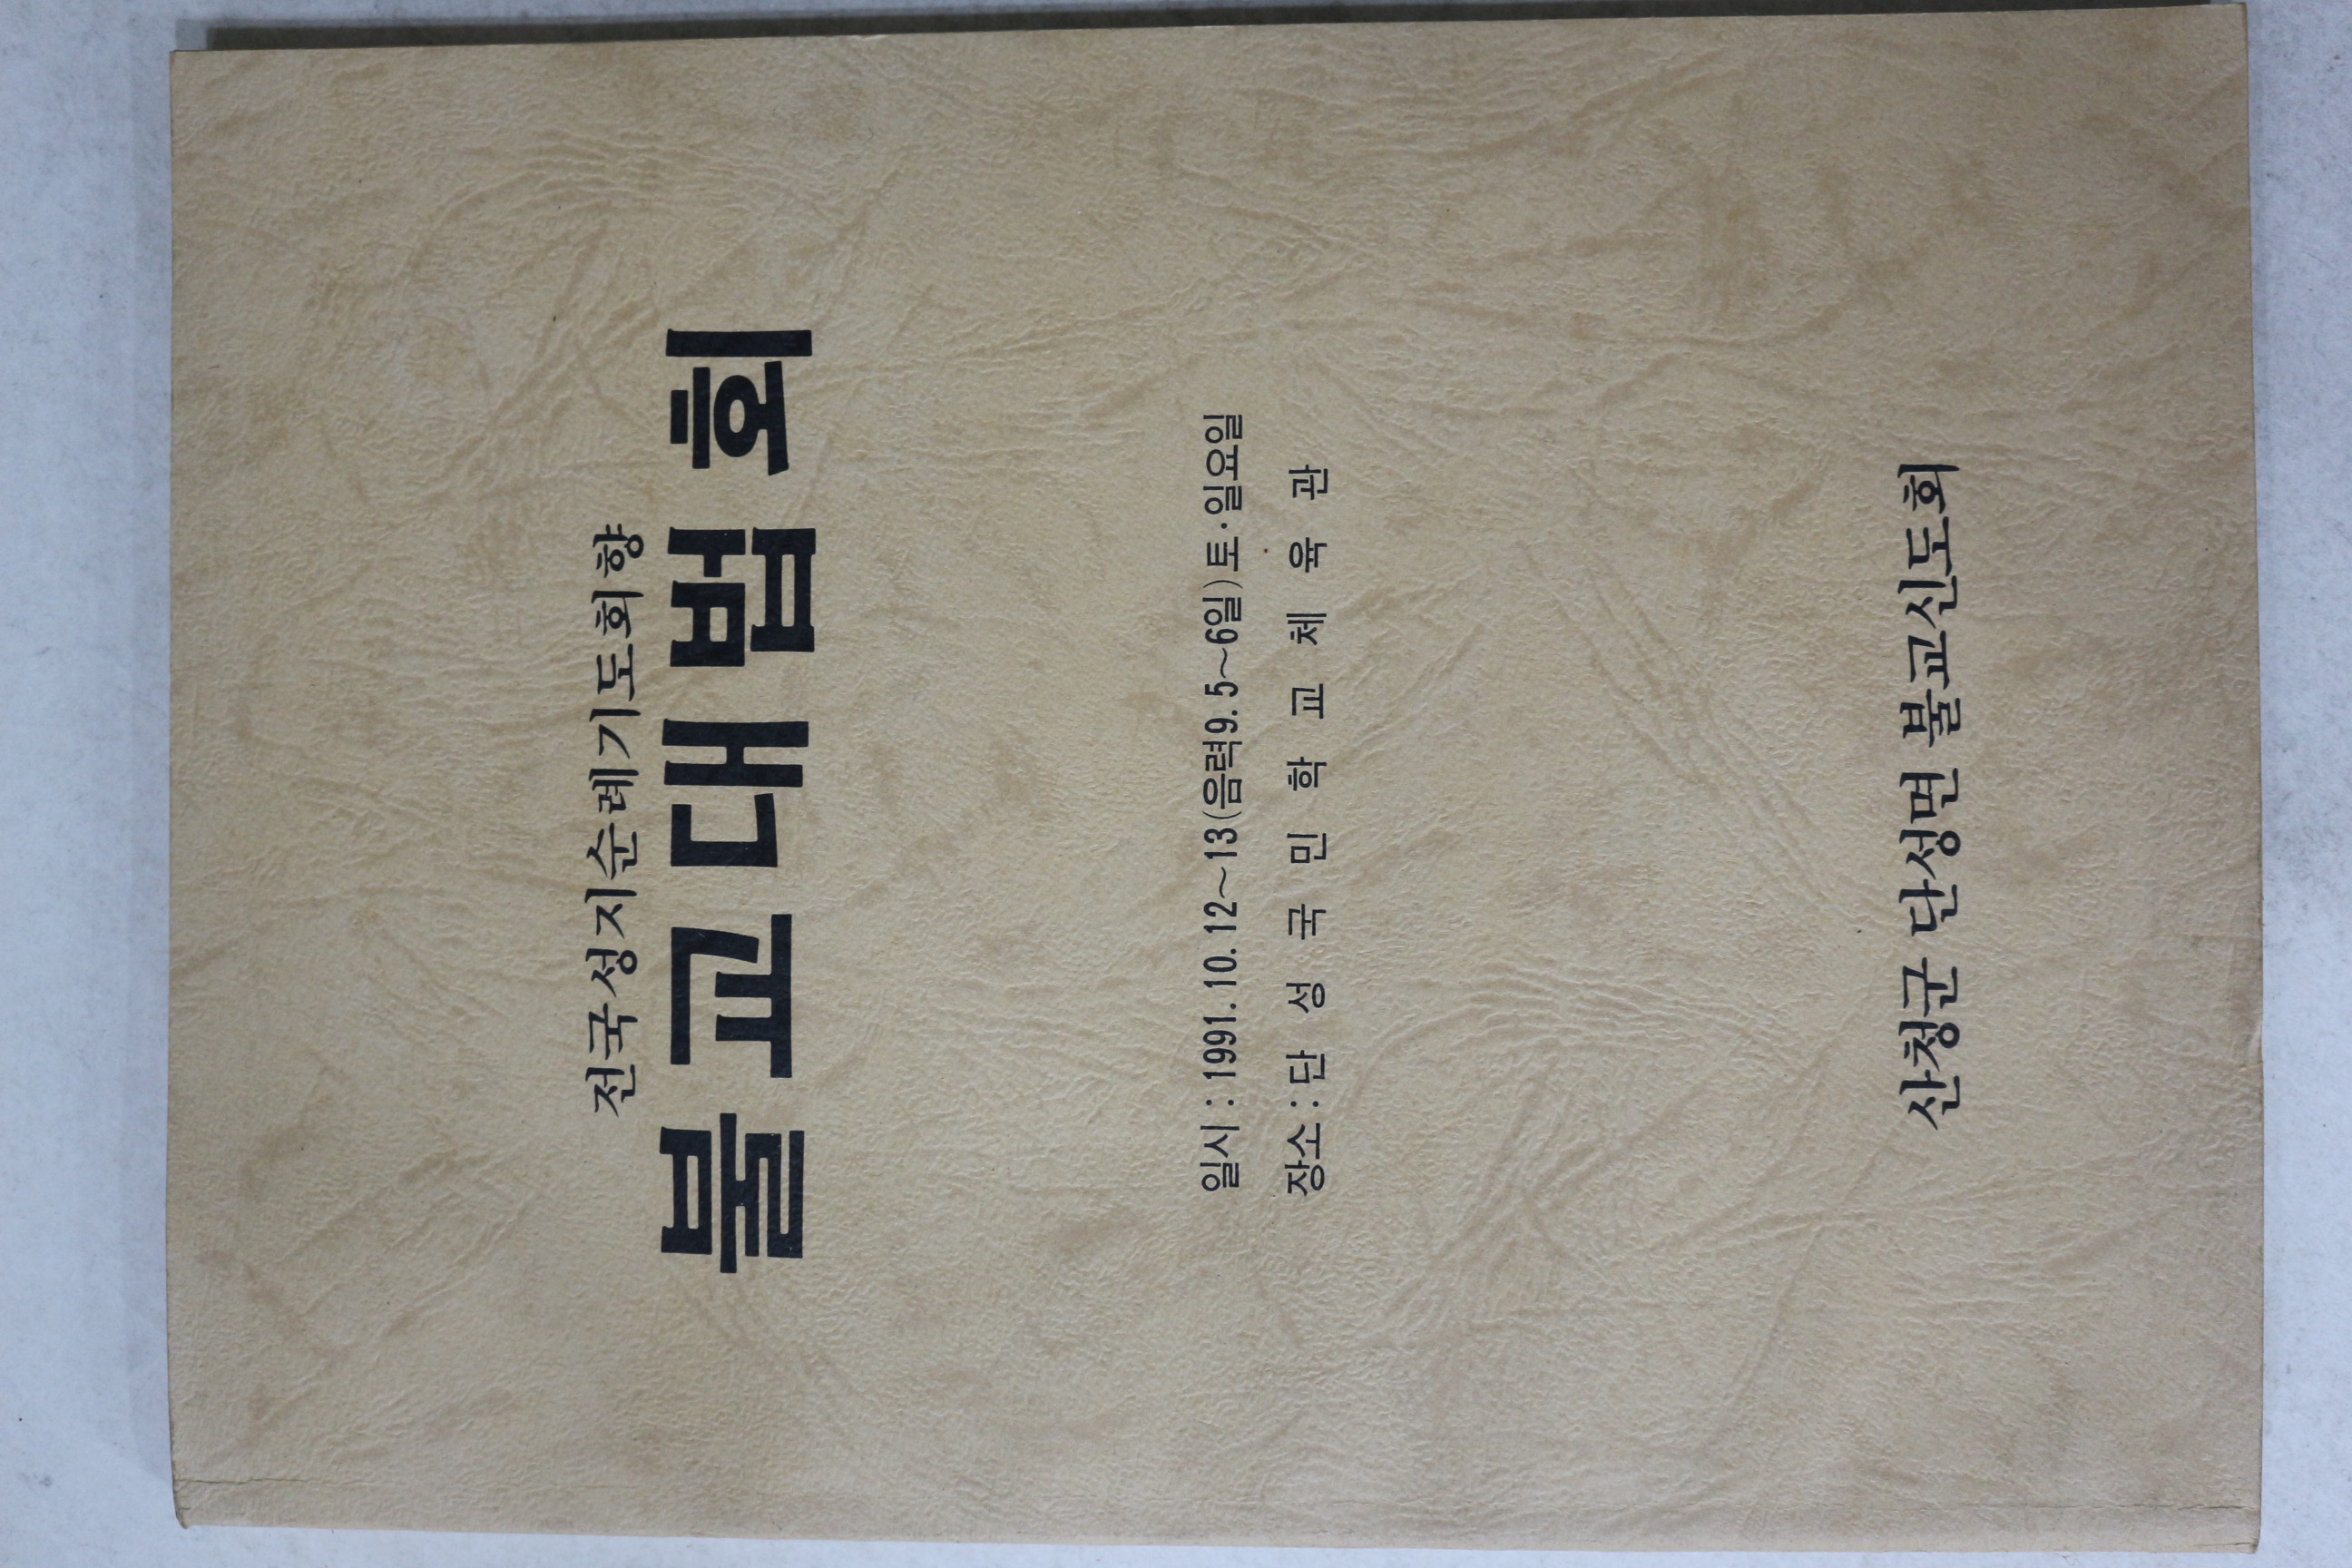 전국성지순례기도회향
불교대법회
일시:1991.10.12~13(음력9.5~6일)토·일요일
장소:단성국민학교체육관
산청군 단성면 불교신도회